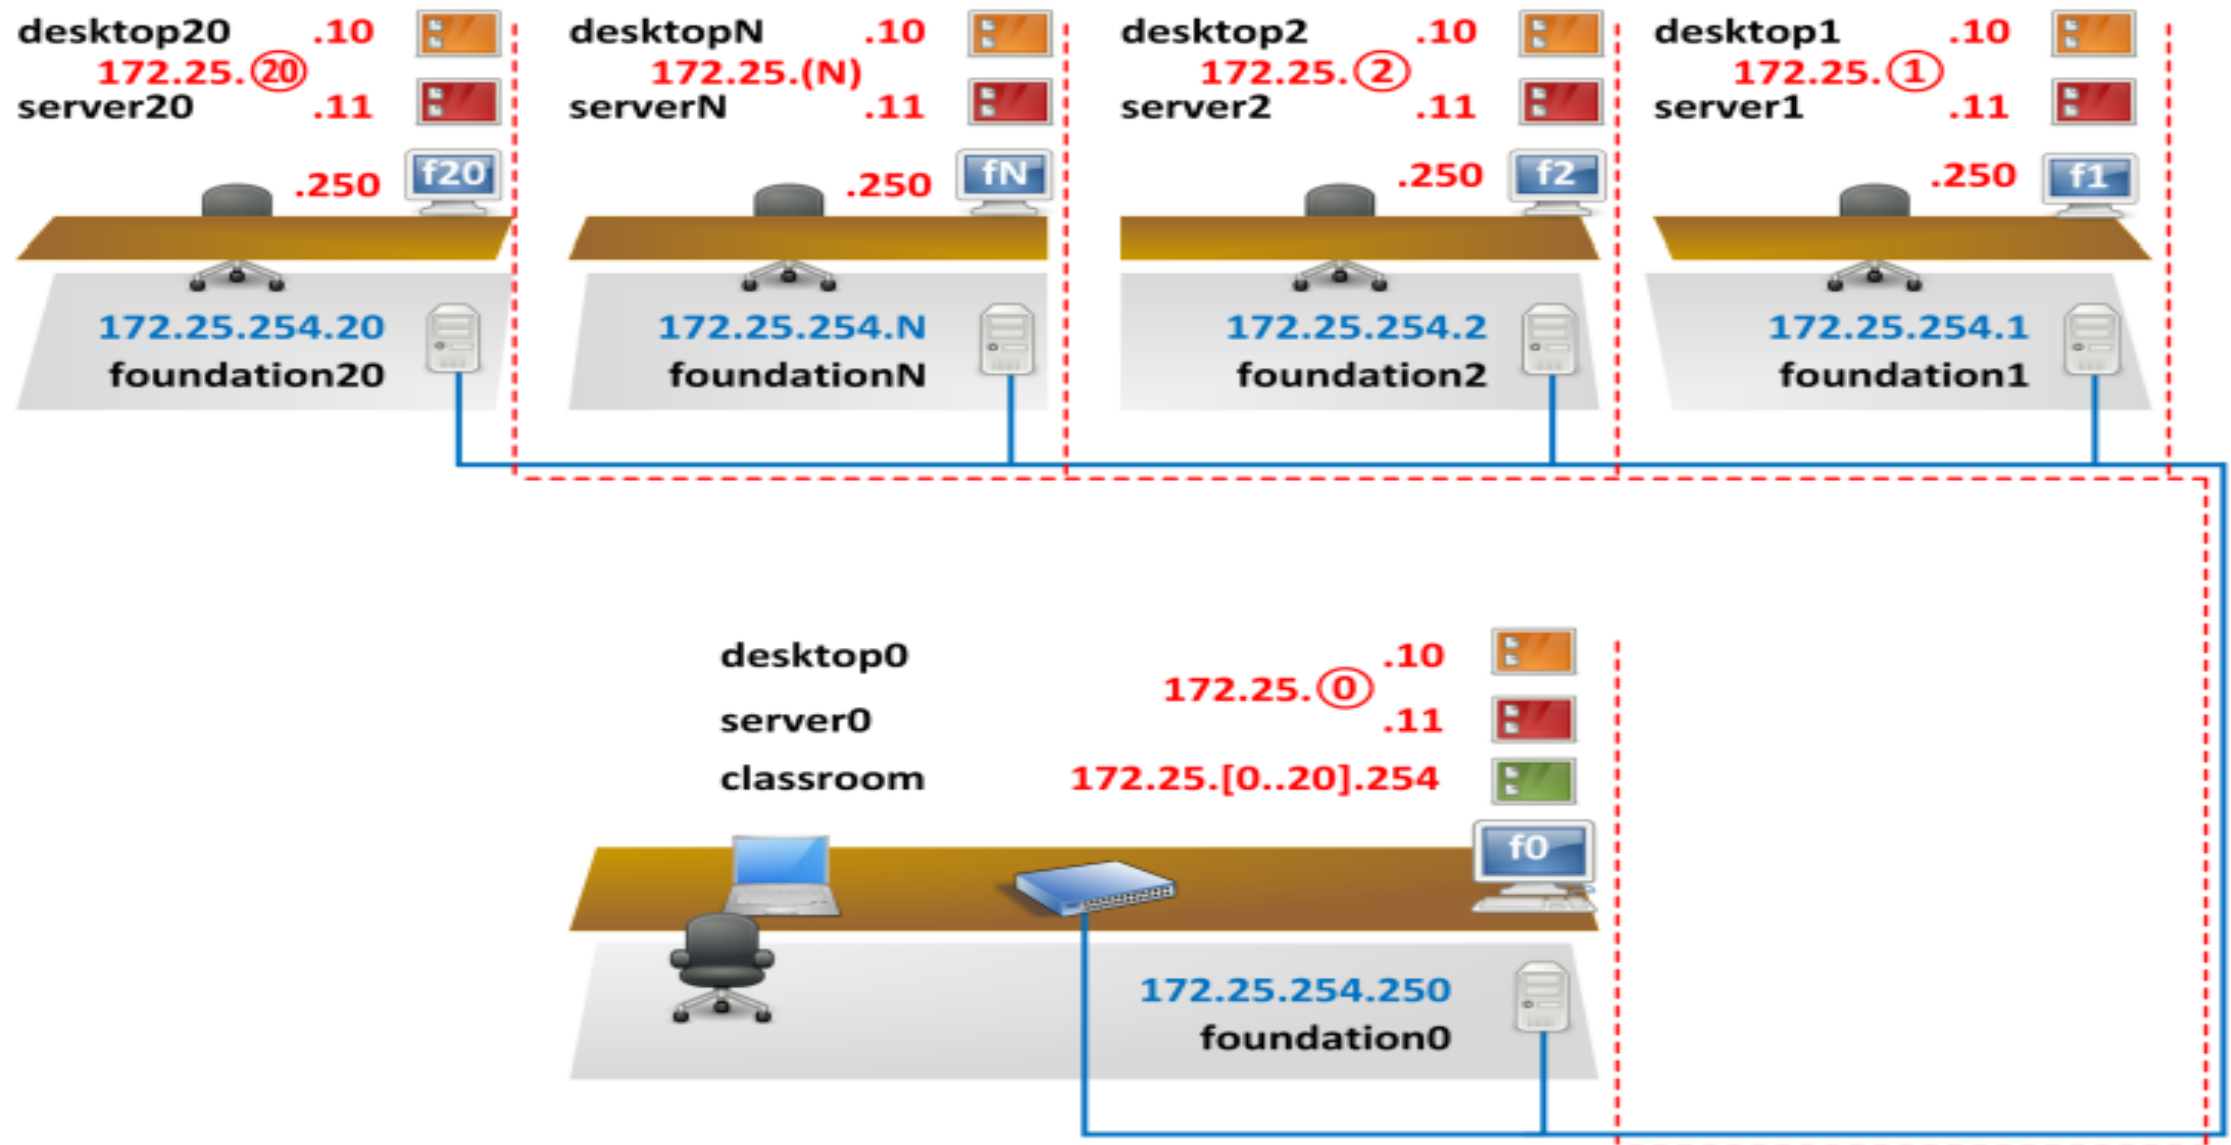 desktop20 .10
172.25.⑳
server20 .11
.250 f20
172.25.254.20
foundation20
desktopN .10
172.25.(N)
serverN .11
.250 fN
172.25.254.N
foundationN
desktop2 .10
172.25.②
server2 .11
.250 f2
172.25.254.2
foundation2
desktop1 .10
172.25.①
server1 .11
.250 f1
172.25.254.1
foundation1
desktop0 .10
172.25.⓪
server0 .11
classroom 172.25.[0..20].254
f0
172.25.254.250
foundation0